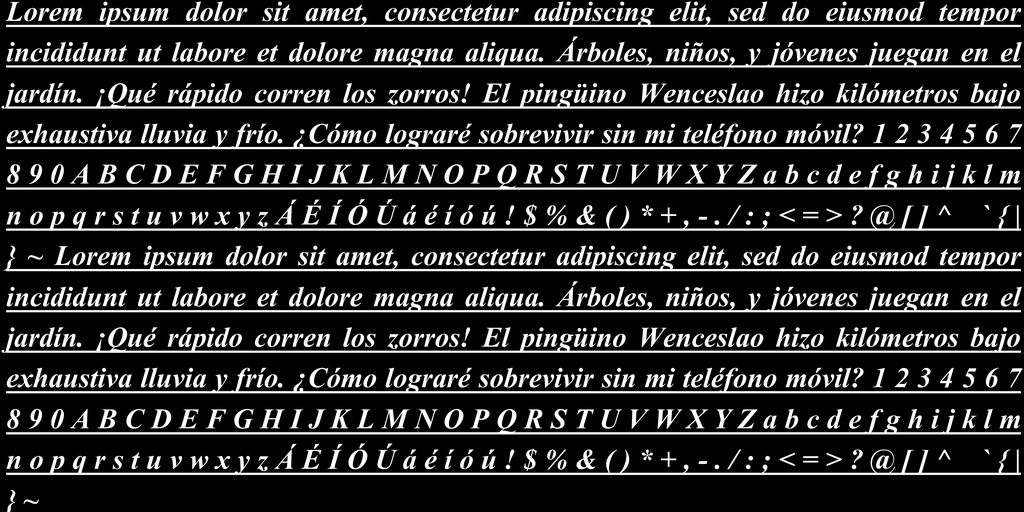 Lorem ipsum dolor sit amet, consectetur adipiscing elit, sed do eiusmod tempor
incididunt ut labore et dolore magna aliqua. Árboles, niños, y jóvenes juegan en el
jardín. ¡Qué rápido corren los zorros! El pingüino Wenceslao hizo kilómetros bajo
exhaustiva lluvia y frío. ¿Cómo lograré sobrevivir sin mi teléfono móvil? 1 2 3 4 5 6 7
8 9 0 A B C D E F G H I J K L M N O P Q R S T U V W X Y Z a b c d e f g h i j k l m
n o p q r s t u v w x y z Á É Í Ó Ú á é í ó ú ! $ % & ( ) * + , - . / : ; < = > ? @ [ ] ^ ` { |
} ~ Lorem ipsum dolor sit amet, consectetur adipiscing elit, sed do eiusmod tempor
incididunt ut labore et dolore magna aliqua. Árboles, niños, y jóvenes juegan en el
jardín. ¡Qué rápido corren los zorros! El pingüino Wenceslao hizo kilómetros bajo
exhaustiva lluvia y frío. ¿Cómo lograré sobrevivir sin mi teléfono móvil? 1 2 3 4 5 6 7
8 9 0 A B C D E F G H I J K L M N O P Q R S T U V W X Y Z a b c d e f g h i j k l m
n o p q r s t u v w x y z Á É Í Ó Ú á é í ó ú ! $ % & ( ) * + , - . / : ; < = > ? @ [ ] ^ ` { |
} ~